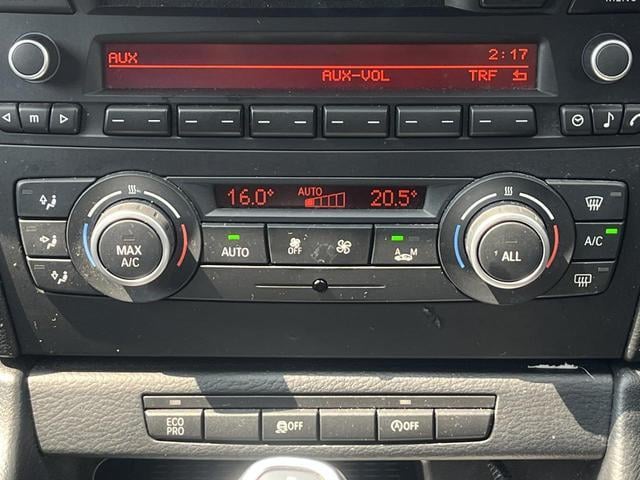 MENU
AUX 2:17
AUX-VOL TRF
m
16.0° AUTO 20.5°
MAX A/C
AUTO
OFF
A M
ALL
A/C
ECO PRO
OFF
OFF